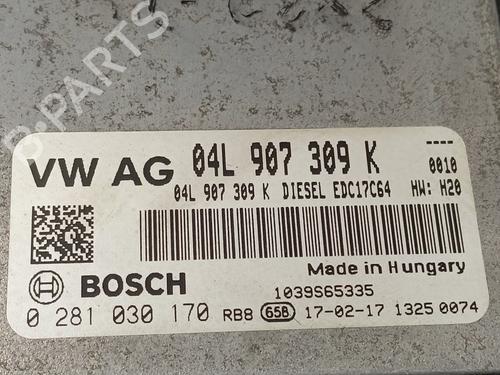 B-PARTS
VW AG 04L 907 309 K ----
04L 907 309 K DIESEL EDC17C64 0010
HW: H20
BOSCH Made in Hungary
1039S65335
0 281 030 170 RB8 65B 17-02-17 1325 0074